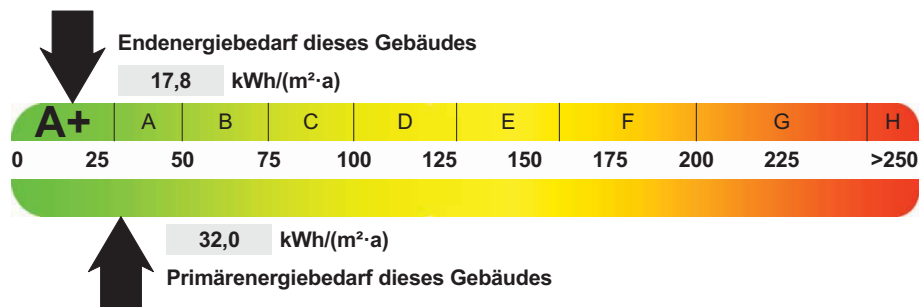 Endenergiebedarf dieses Gebäudes
17,8 kWh/(m²·a)
A+ A B C D E F G H
0 25 50 75 100 125 150 175 200 225 >250
32,0 kWh/(m²·a)
Primärenergiebedarf dieses Gebäudes